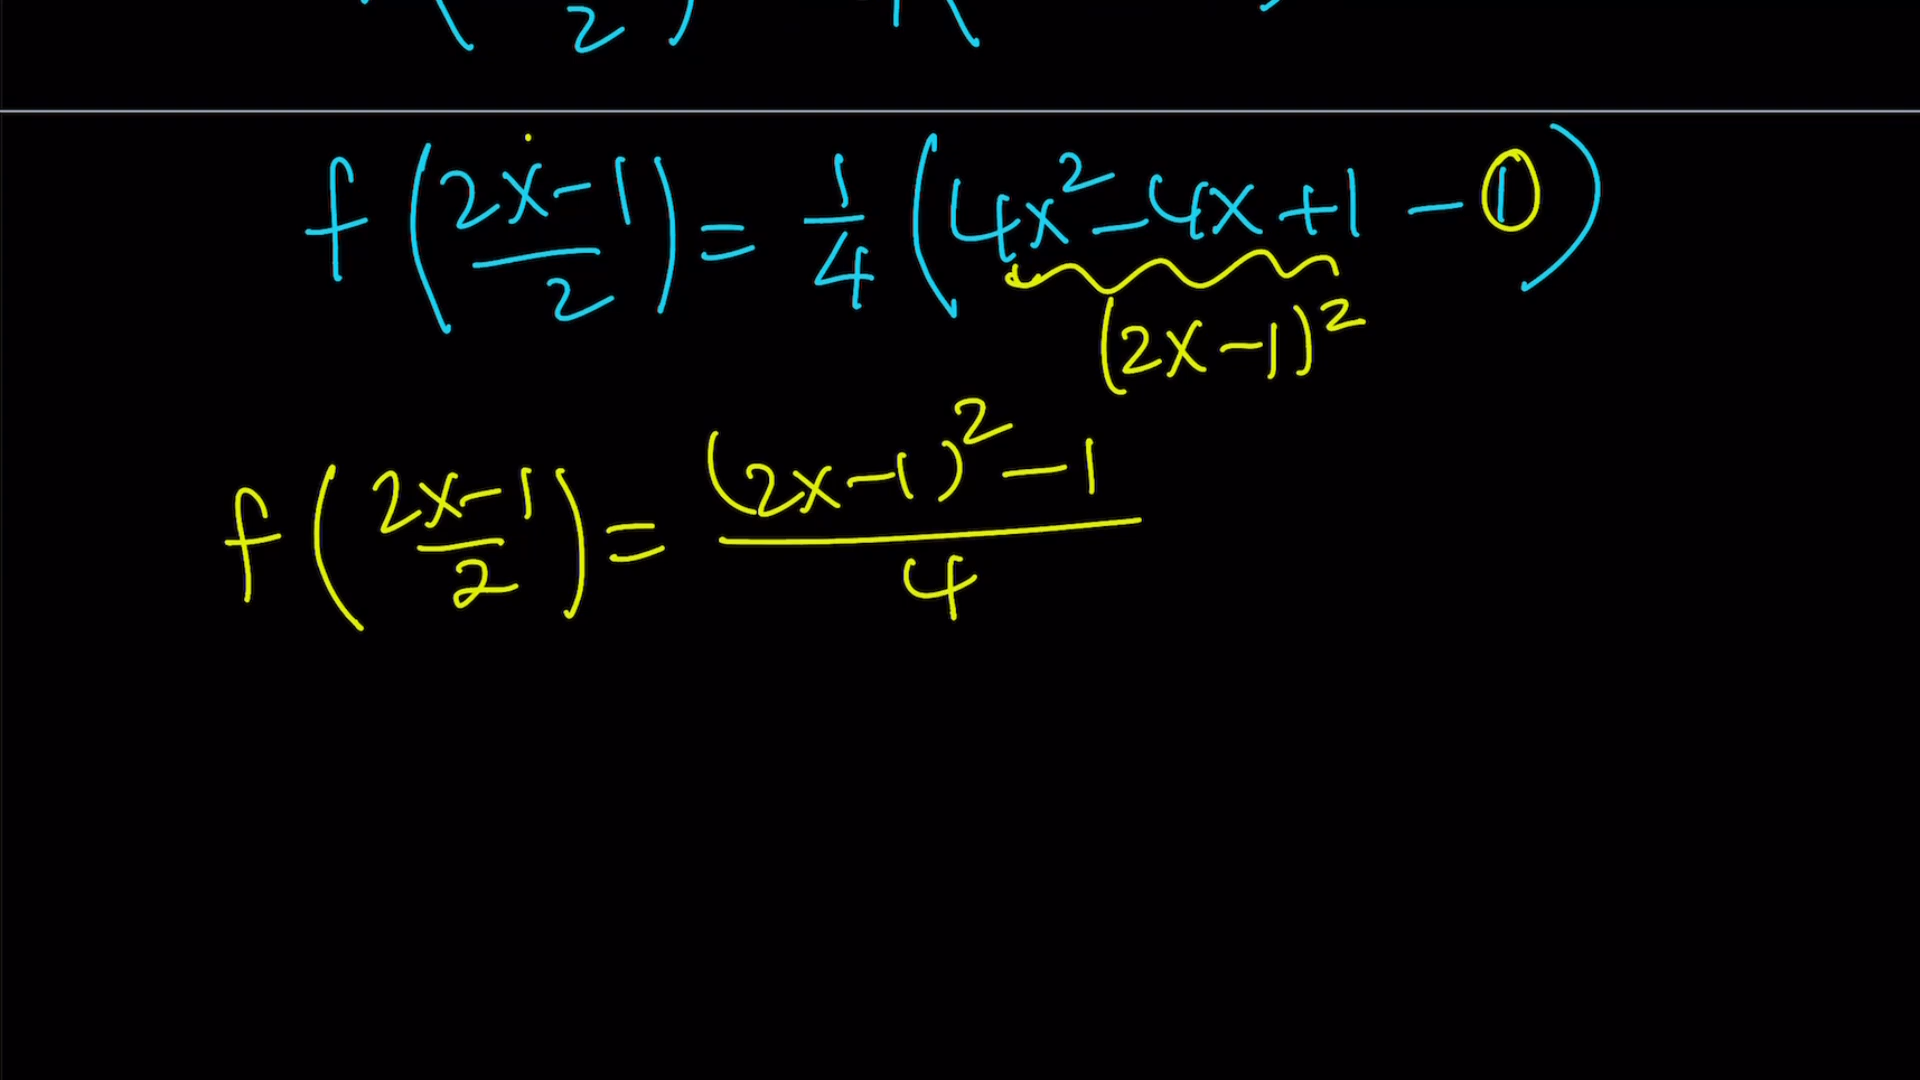 2
f(2x-1/2) = 1/4 (4x² - 4x + 1 - 1)
(2x-1)²
f(2x-1/2) = (2x-1)² - 1 / 4